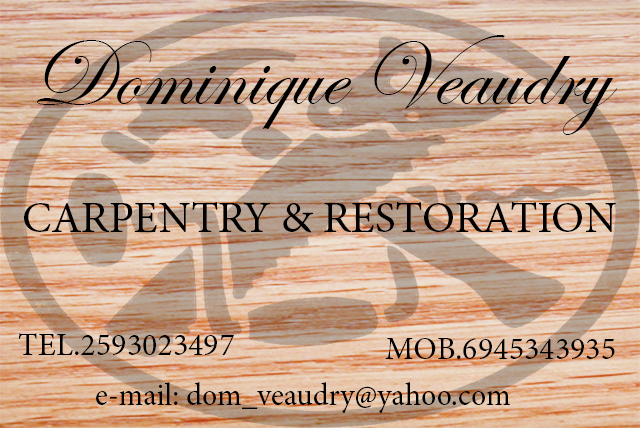 Dominique Veaudry
CARPENTRY & RESTORATION
TEL.2593023497
MOB.6945343935
e-mail: dom_veaudry@yahoo.com